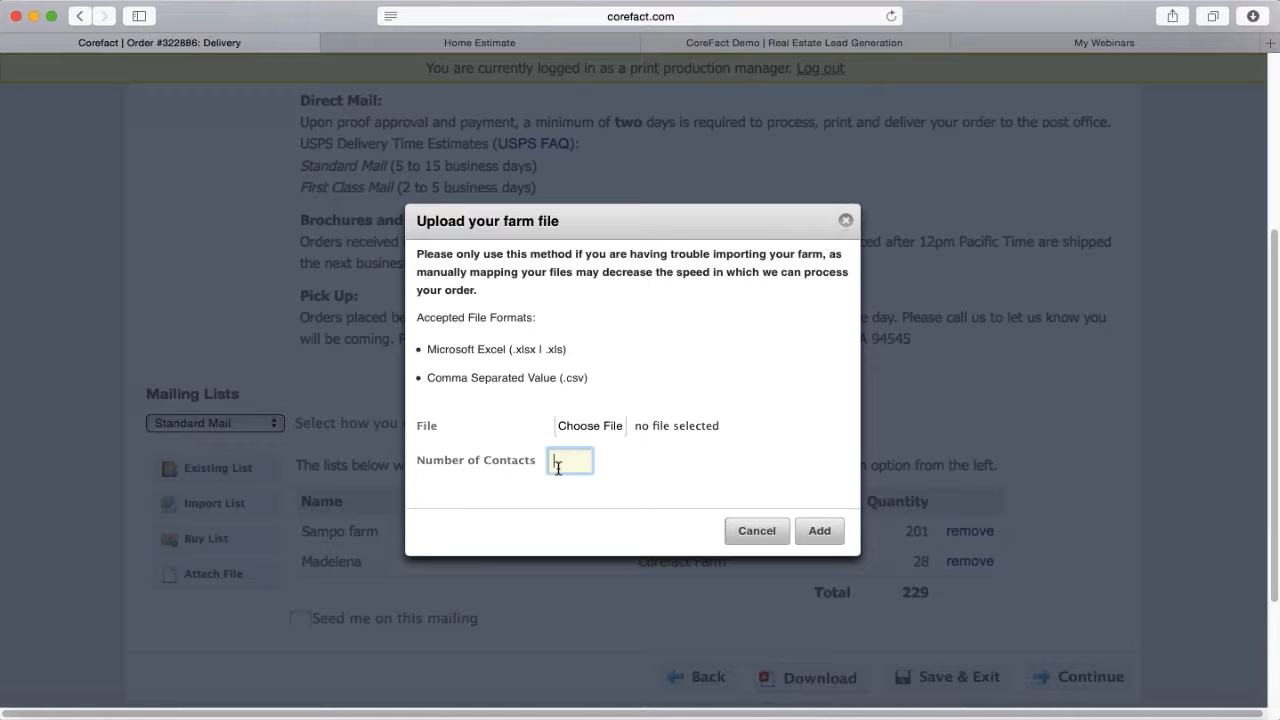 corefact.com
Corefact | Order #322886: Delivery
Home Estimate
CoreFact Demo | Real Estate Lead Generation
My Webinars
You are currently logged in as a print production manager. Log out
Direct Mail:
Upon proof approval and payment, a minimum of two days is required to process, print and deliver your order to the post office.
USPS Delivery Time Estimates (USPS FAQ):
Standard Mail (5 to 15 business days)
First Class Mail (2 to 5 business days)
Brochures and
Orders received
ced after 12pm Pacific Time are shipped
the next busines
Pick Up:
Orders placed be
e day. Please call us to let us know you
will be coming.
A 94545
Upload your farm file
Please only use this method if you are having trouble importing your farm, as
manually mapping your files may decrease the speed in which we can process
your order.
Accepted File Formats:
• Microsoft Excel (.xlsx | .xls)
• Comma Separated Value (.csv)
File Choose File no file selected
Number of Contacts
Cancel Add
Mailing Lists
Standard Mail Select how you
Existing List
Import List
Buy List
Attach File
The lists below w
n option from the left.
Name Quantity
Sampo farm 201 remove
Madelena Corefact Farm 28 remove
Total 229
Seed me on this mailing
Back Download Save & Exit Continue